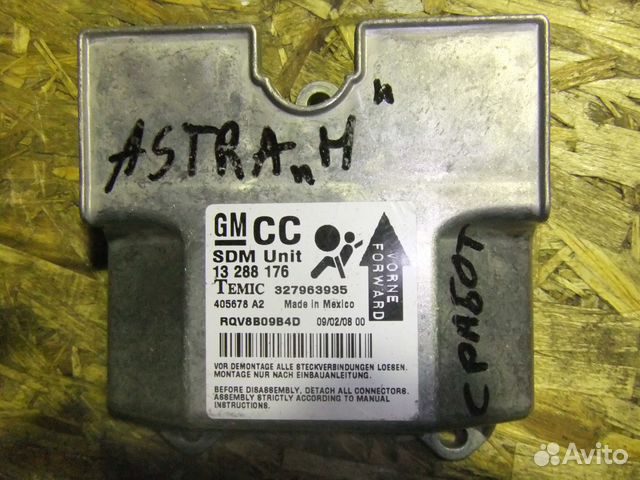 ASTRA "H"
GM CC
SDM Unit
13 288 176
TEMIC 327963935
405678 A2 Made in Mexico
RQV8B09B4D 09/02/08 00
VORNE
FORWARD
VOR DEMONTAGE ALLE STECKVERBINDUNGEN LOESEN.
MONTAGE NUR NACH EINBAUANLEITUNG.
BEFORE DISASSEMBLY, DETACH ALL CONNECTORS.
ASSEMBLY STRICTLY ACCORDING TO MANUAL
INSTRUCTIONS.
СРАБОТ
Avito